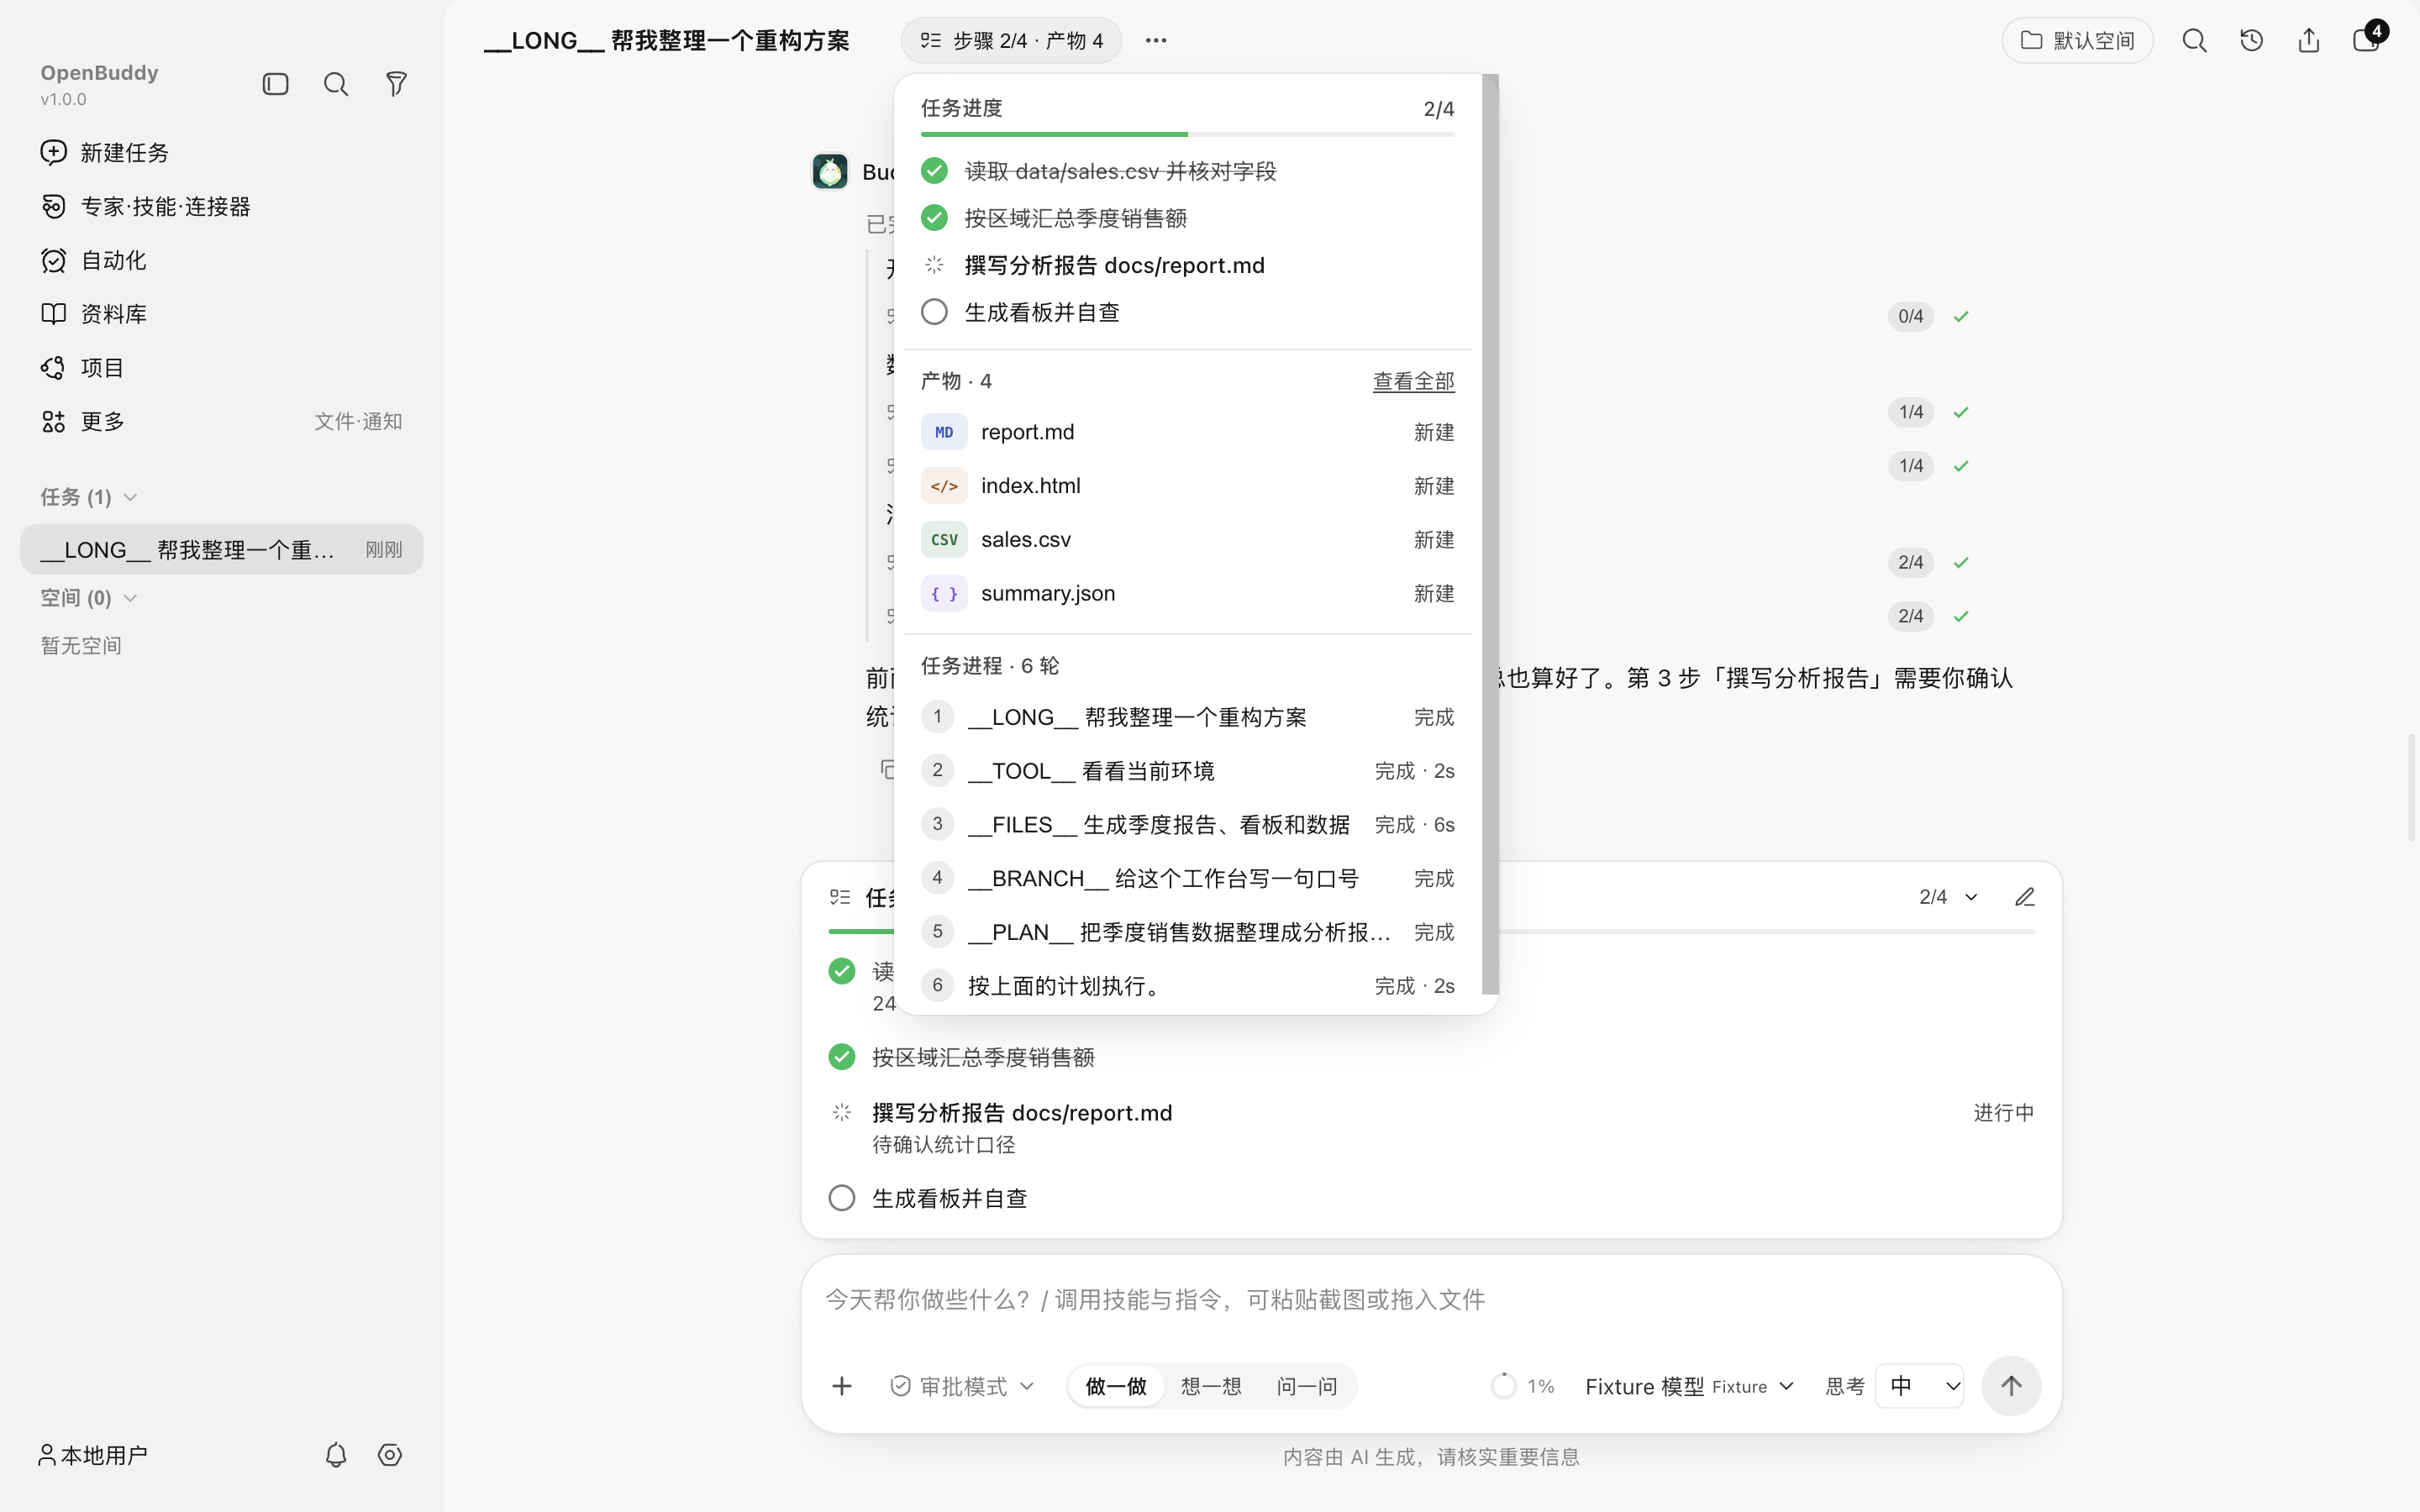 OpenBuddy
v1.0.0
新建任务
专家·技能·连接器
自动化
资料库
项目
更多 文件·通知
任务 (1)
__LONG__ 帮我整理一个重… 刚刚
空间 (0)
暂无空间
本地用户
__LONG__ 帮我整理一个重构方案 步骤 2/4 · 产物 4 默认空间 4
任务进度 2/4
读取 data/sales.csv 并核对字段
按区域汇总季度销售额
撰写分析报告 docs/report.md
生成看板并自查
产物 · 4 查看全部
MD report.md 新建
</> index.html 新建
CSV sales.csv 新建
{ } summary.json 新建
任务进程 · 6 轮
1 __LONG__ 帮我整理一个重构方案 完成
2 __TOOL__ 看看当前环境 完成 · 2s
3 __FILES__ 生成季度报告、看板和数据 完成 · 6s
4 __BRANCH__ 给这个工作台写一句口号 完成
5 __PLAN__ 把季度销售数据整理成分析报… 完成
6 按上面的计划执行。 完成 · 2s
0/4
1/4
1/4
2/4
2/4
也算好了。第 3 步「撰写分析报告」需要你确认
2/4
读
24
按区域汇总季度销售额
撰写分析报告 docs/report.md 进行中
待确认统计口径
生成看板并自查
今天帮你做些什么？/ 调用技能与指令，可粘贴截图或拖入文件
审批模式 做一做 想一想 问一问 1% Fixture 模型 Fixture 思考 中
内容由 AI 生成，请核实重要信息